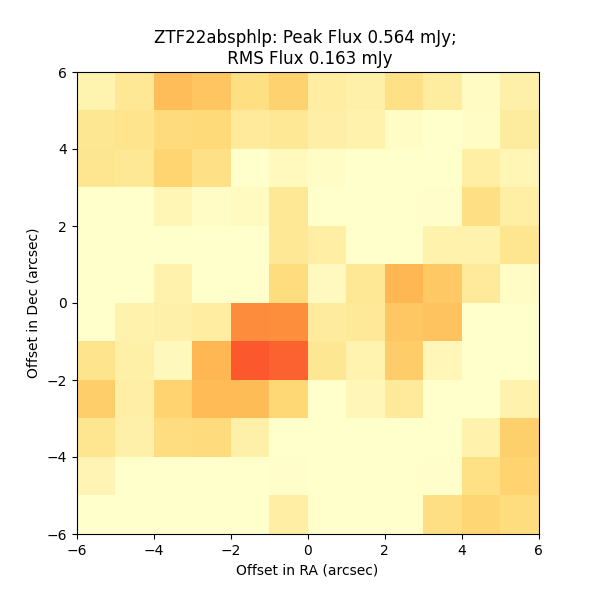 ZTF22absphlp: Peak Flux 0.564 mJy;
RMS Flux 0.163 mJy
6
4
2
0
−2
−4
−6
Offset in Dec (arcsec)
−6 −4 −2 0 2 4 6
Offset in RA (arcsec)